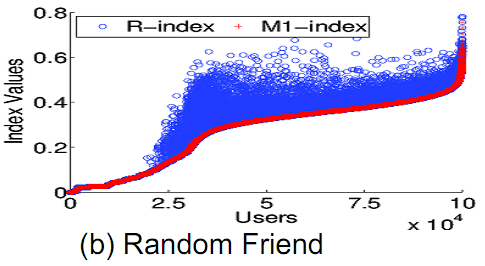 0.8
R-index M1-index
0.6
0.4
0.2
0
Index Values
0 2.5 5 7.5 10
Users
x 10^4
(b) Random Friend